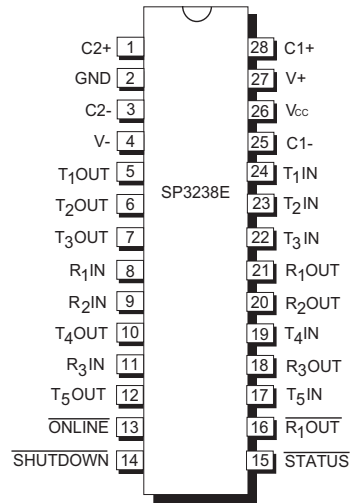 C2+ 1 28 C1+
GND 2 27 V+
C2- 3 26 Vcc
V- 4 25 C1-
T1OUT 5 24 T1IN
T2OUT 6 SP3238E 23 T2IN
T3OUT 7 22 T3IN
R1IN 8 21 R1OUT
R2IN 9 20 R2OUT
T4OUT 10 19 T4IN
R3IN 11 18 R3OUT
T5OUT 12 17 T5IN
ONLINE 13 16 R1OUT
SHUTDOWN 14 15 STATUS